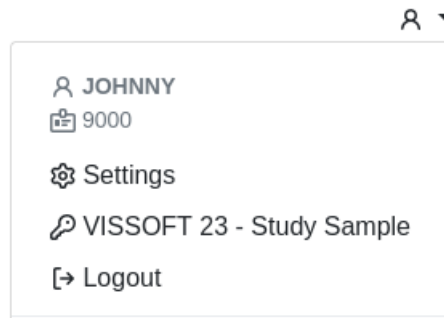 JOHNNY
9000
Settings
VISSOFT 23 - Study Sample
Logout